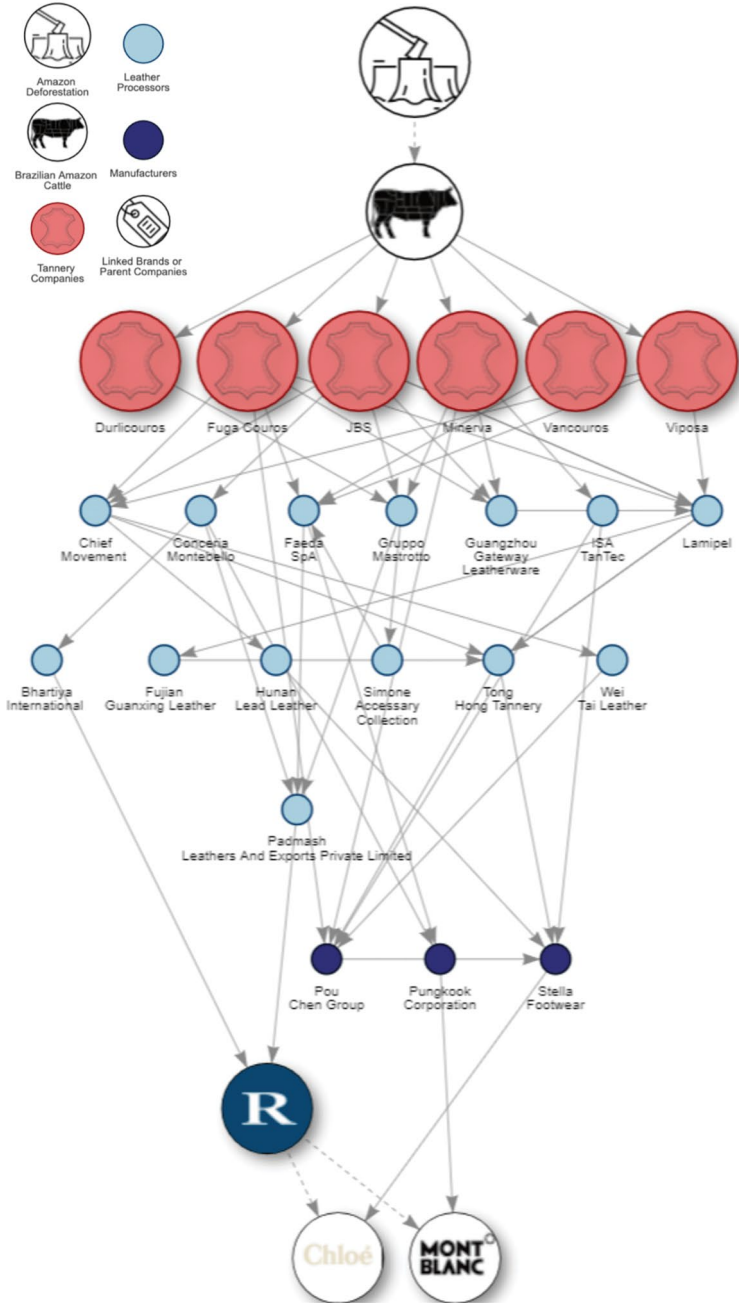 Amazon
Deforestation
Leather
Processors
Brazilian Amazon
Cattle
Manufacturers
Tannery
Companies
Linked Brands or
Parent Companies
Durlicouros
Fuga Couros
JBS
Minerva
Vancouros
Viposa
Chief
Movement
Conceria
Montebello
Faeda
SpA
Gruppo
Mastrotto
Guangzhou
Gateway
Leatherware
ISA
TanTec
Lamipel
Bhartiya
International
Fujian
Guanxing Leather
Hunan
Lead Leather
Simone
Accessary
Collection
Tong
Hong Tannery
Wei
Tai Leather
Padmash
Leathers And Exports Private Limited
Pou
Chen Group
Pungkook
Corporation
Stella
Footwear
R
Chloé
MONT
BLANC